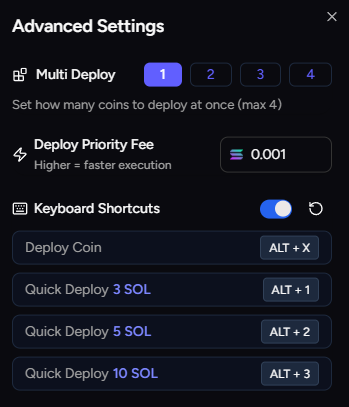 Advanced Settings
Multi Deploy 1 2 3 4
Set how many coins to deploy at once (max 4)
Deploy Priority Fee
Higher = faster execution
0.001
Keyboard Shortcuts
Deploy Coin ALT + X
Quick Deploy 3 SOL ALT + 1
Quick Deploy 5 SOL ALT + 2
Quick Deploy 10 SOL ALT + 3